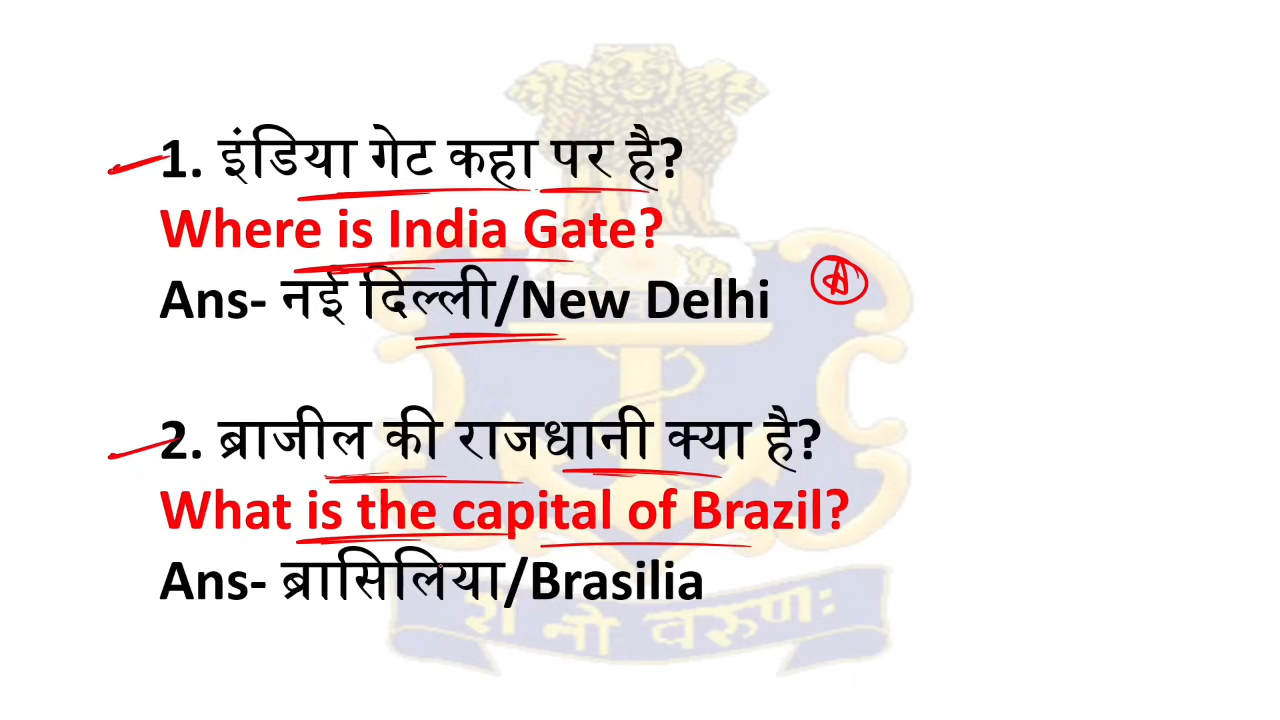 1. इंडिया गेट कहा पर है?
Where is India Gate?
Ans- नई दिल्ली/New Delhi
A
2. ब्राजील की राजधानी क्या है?
What is the capital of Brazil?
Ans- ब्रासिलिया/Brasilia
शं नो वरुणः